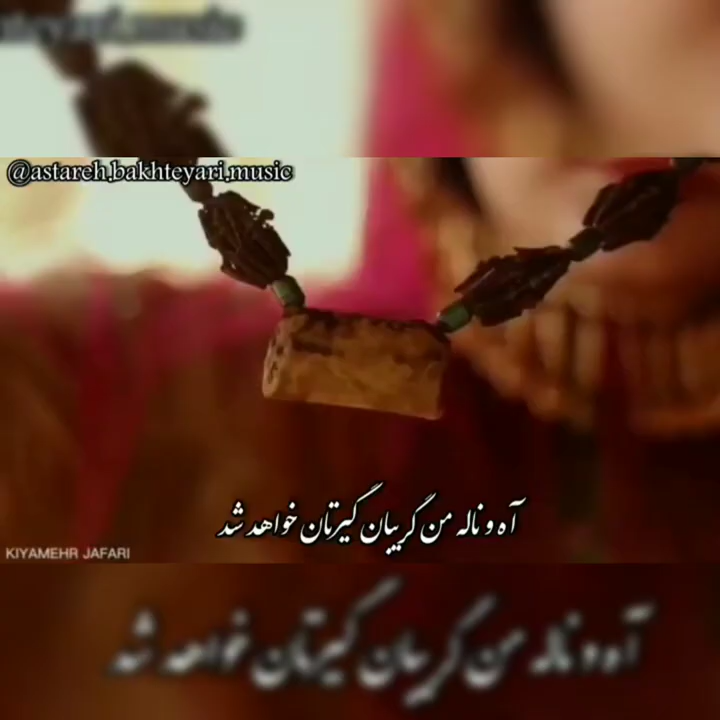 @astareh.bakhteyari.music
آه و ناله من گریبان گیرتان خواهد شد
KIYAMEHR JAFARI
آه و ناله من گریبان گیرتان خواهد شد